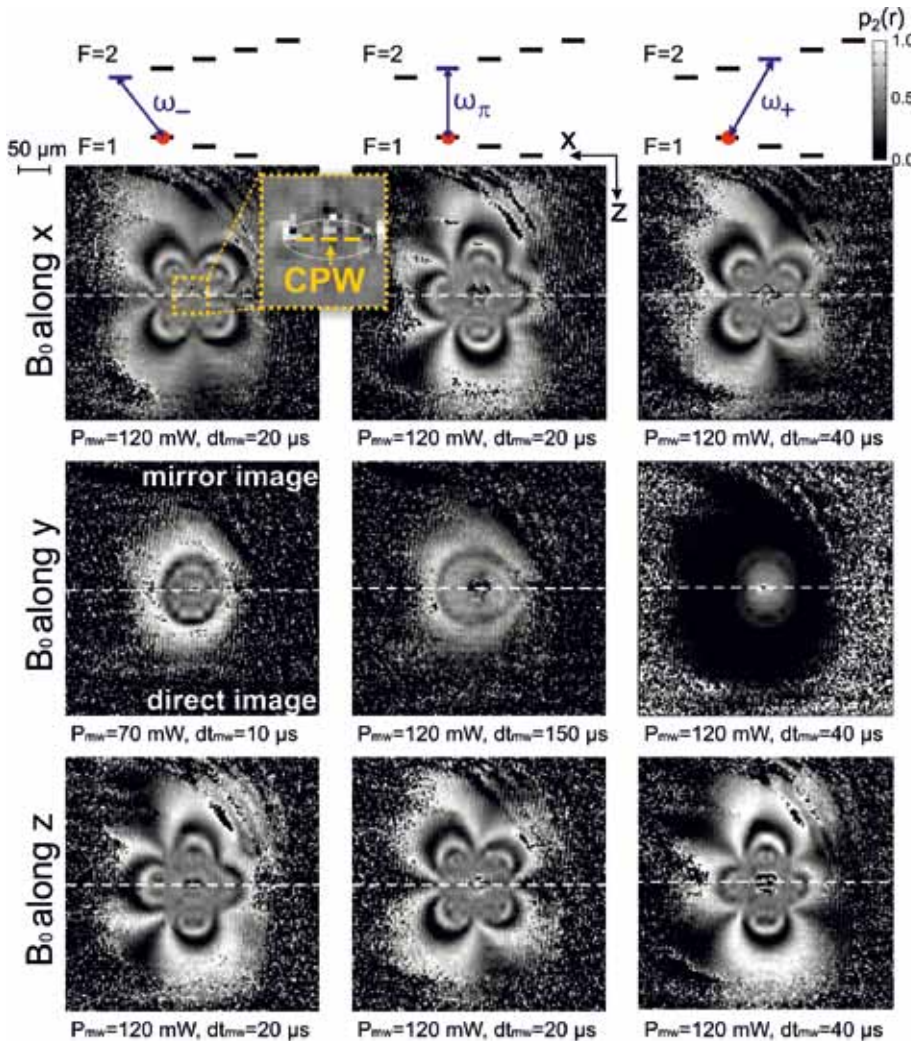 p₂(r)
F=2 F=2 F=2 1.0
ω₋ ωπ ω₊ 0.5
50 μm F=1 F=1 X F=1 0.0
Z
CPW
B₀ along x
Pmw=120 mW, dtmw=20 μs Pmw=120 mW, dtmw=20 μs Pmw=120 mW, dtmw=40 μs
mirror image
B₀ along y
direct image
Pmw=70 mW, dtmw=10 μs Pmw=120 mW, dtmw=150 μs Pmw=120 mW, dtmw=40 μs
B₀ along z
Pmw=120 mW, dtmw=20 μs Pmw=120 mW, dtmw=20 μs Pmw=120 mW, dtmw=40 μs